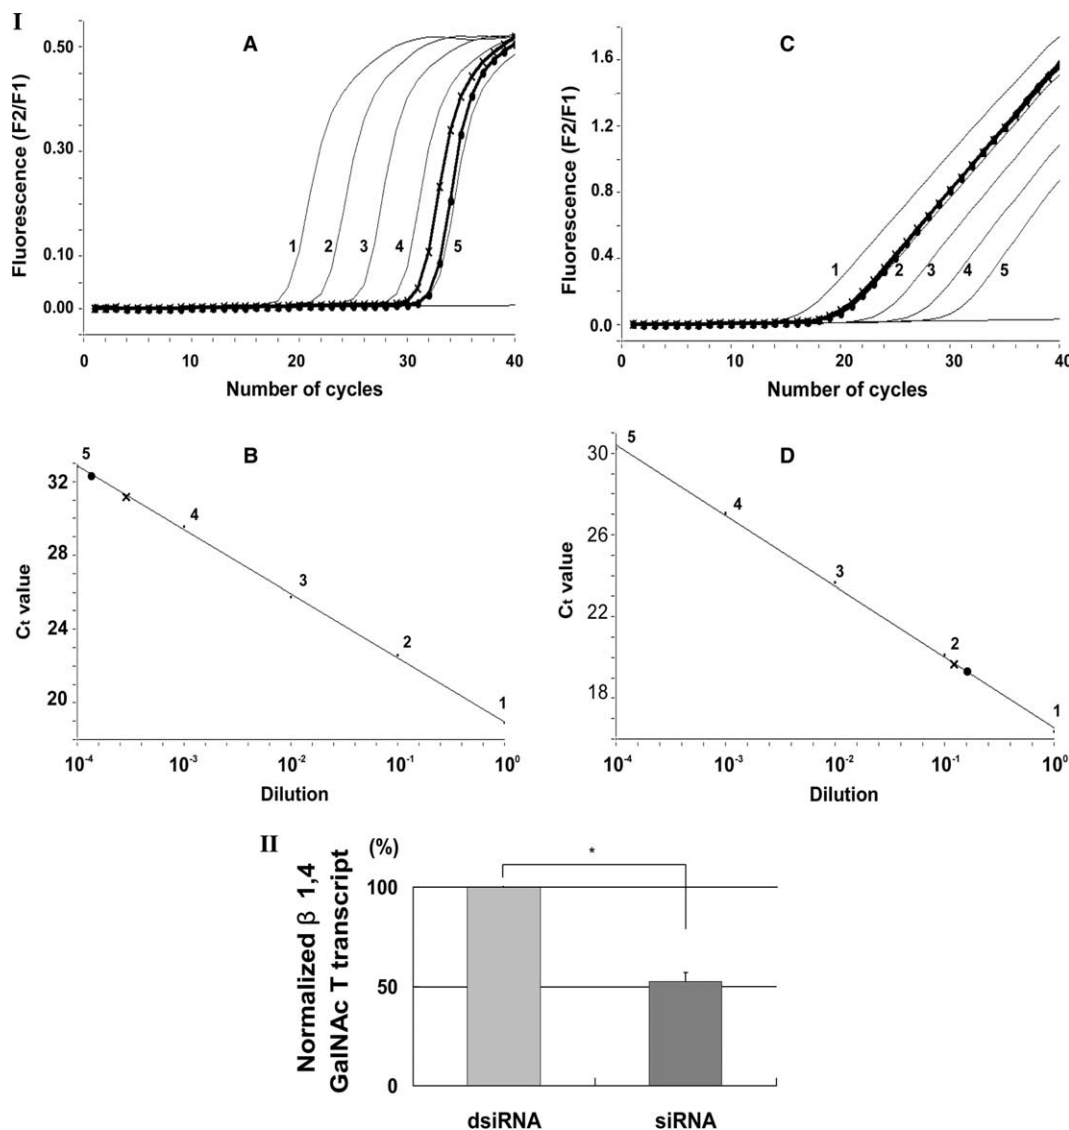 I
A
Fluorescence (F2/F1)
0.50
0.30
0.10
0.00
1 2 3 4 5
0 10 20 30 40
Number of cycles
C
Fluorescence (F2/F1)
1.6
1.2
0.8
0.4
0.0
1 2 3 4 5
0 10 20 30 40
Number of cycles
B
Ct value
32
28
24
20
5
4
3
2
1
10⁻⁴ 10⁻³ 10⁻² 10⁻¹ 10⁰
Dilution
D
Ct value
30
26
22
18
5
4
3
2
1
10⁻⁴ 10⁻³ 10⁻² 10⁻¹ 10⁰
Dilution
II
Normalized β 1,4
GalNAc T transcript
(%)
100
50
0
*
dsiRNA siRNA